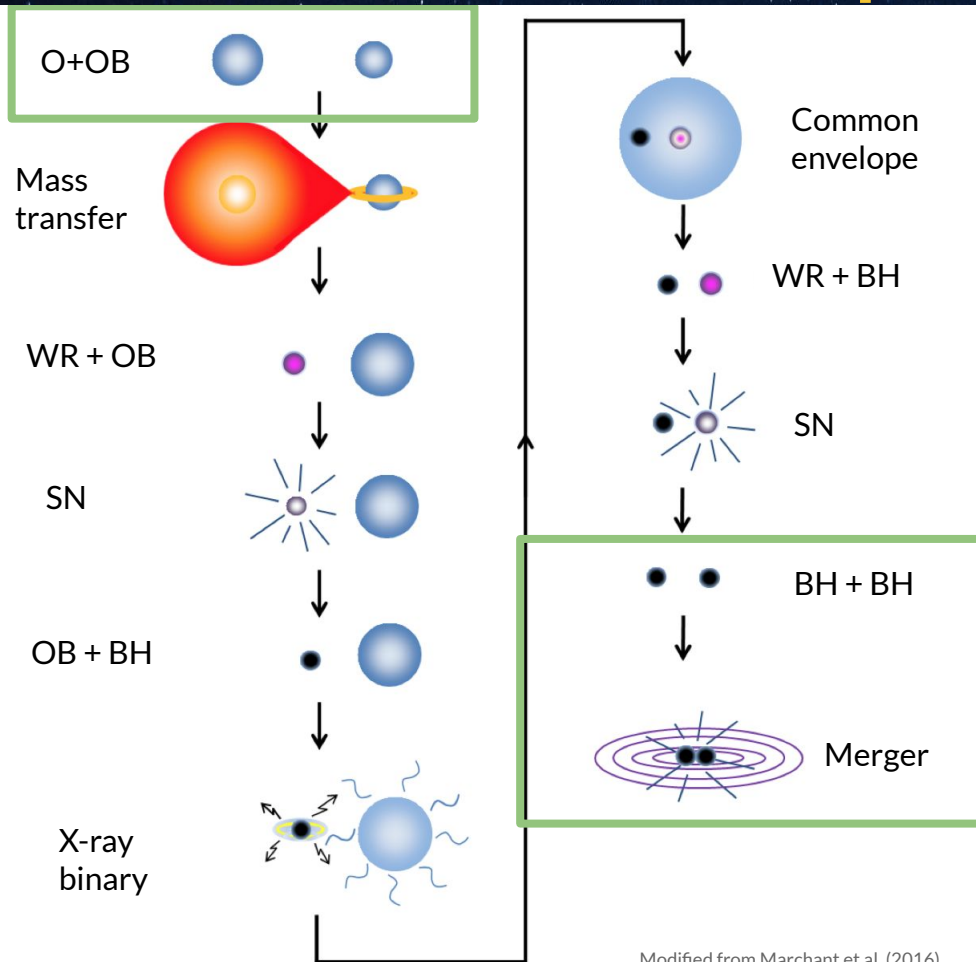 O+OB
Mass
transfer
WR + OB
SN
OB + BH
X-ray
binary
Common
envelope
WR + BH
SN
BH + BH
Merger
Modified from Marchant et al. (2016)